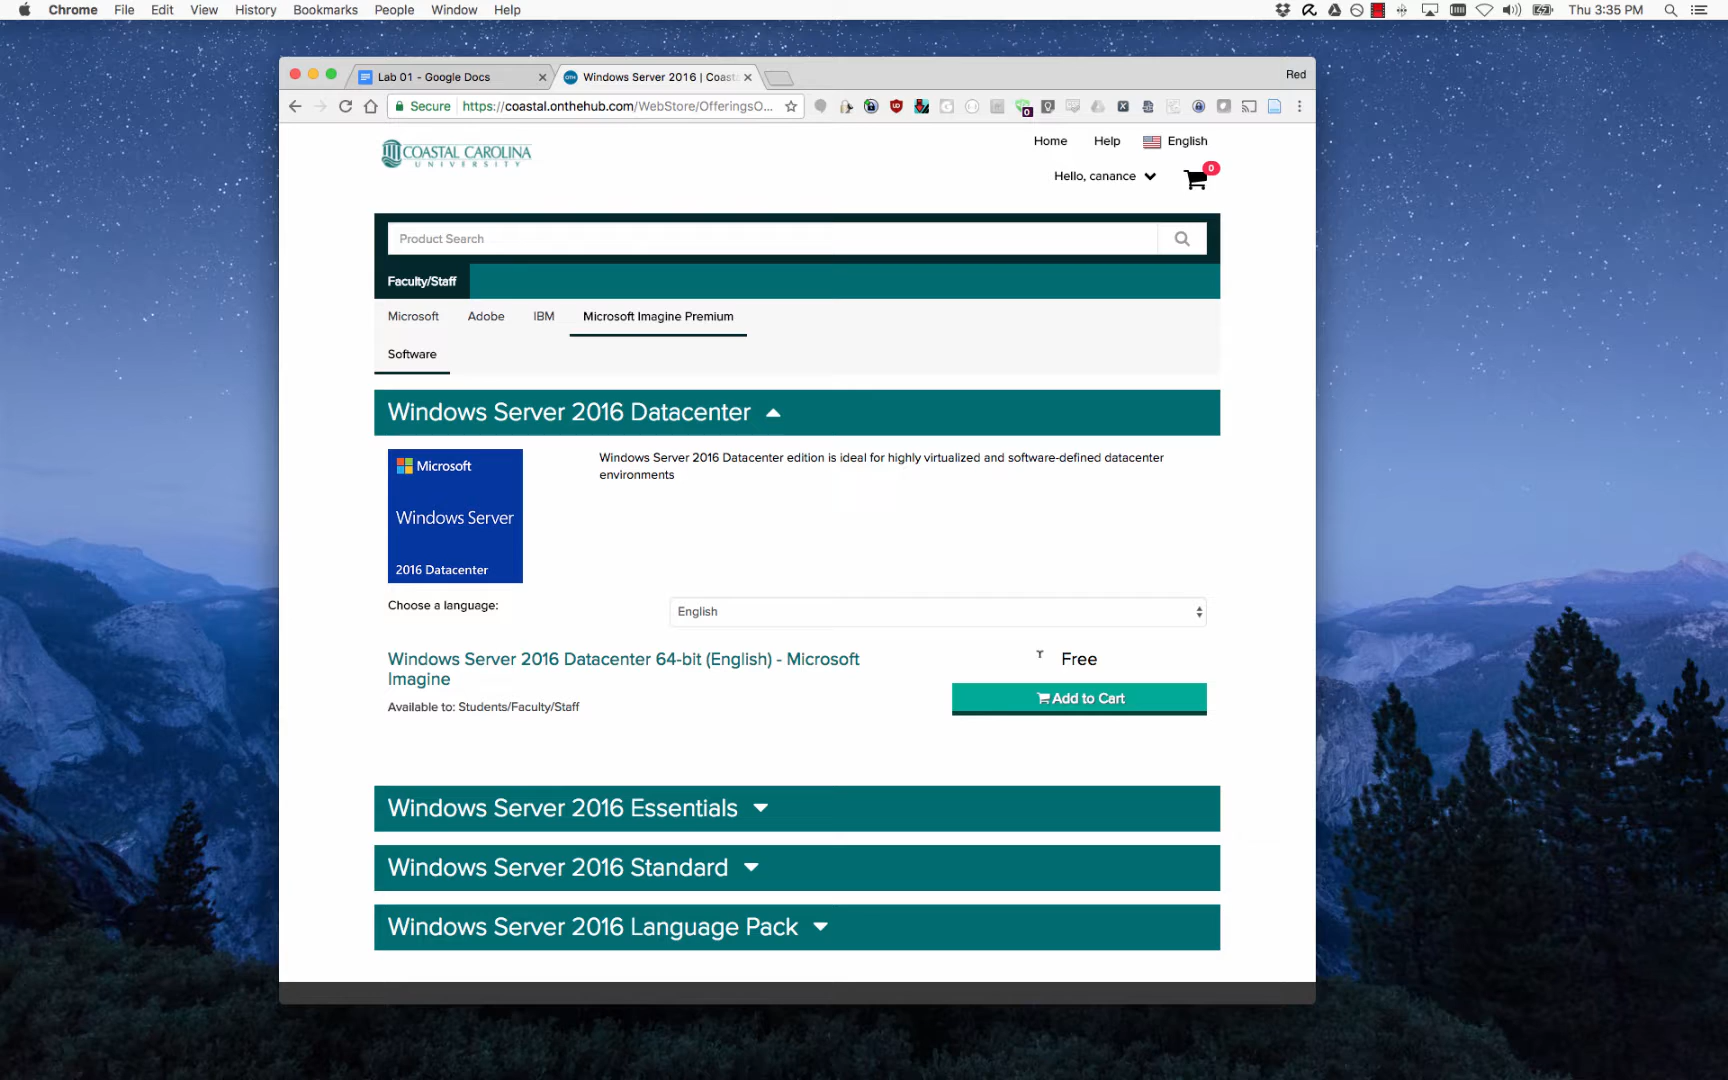 Chrome File Edit View History Bookmarks People Window Help Thu 3:35 PM
Lab 01 - Google Docs Windows Server 2016 | Coast Red
Secure https://coastal.onthehub.com/WebStore/OfferingsO...
COASTAL CAROLINA
UNIVERSITY
Home Help English
Hello, canance 0
Product Search
Faculty/Staff
Microsoft Adobe IBM Microsoft Imagine Premium
Software
Windows Server 2016 Datacenter
Microsoft
Windows Server
2016 Datacenter
Windows Server 2016 Datacenter edition is ideal for highly virtualized and software-defined datacenter
environments
Choose a language: English
Windows Server 2016 Datacenter 64-bit (English) - Microsoft
Imagine
T Free
Available to: Students/Faculty/Staff
Add to Cart
Windows Server 2016 Essentials
Windows Server 2016 Standard
Windows Server 2016 Language Pack